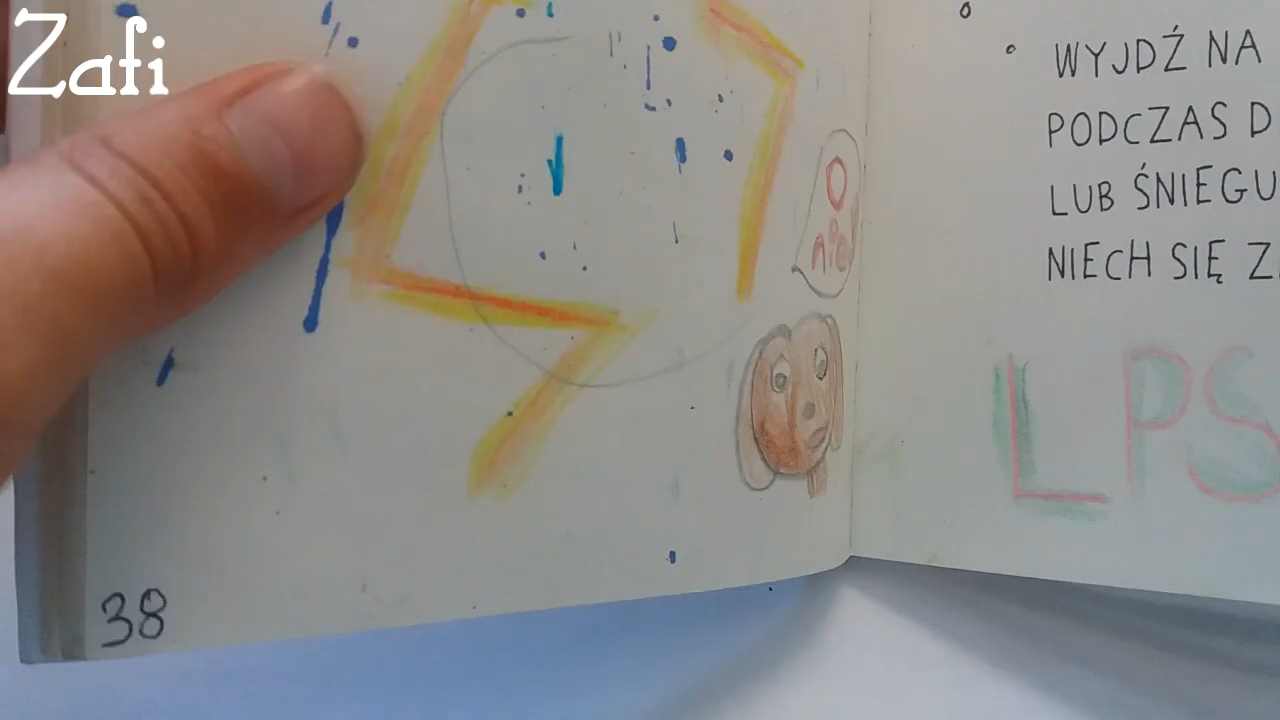 Zafi
O
nie!
38
WYJDŹ NA
PODCZAS D
LUB ŚNIEGU
NIECH SIĘ Z
LPS